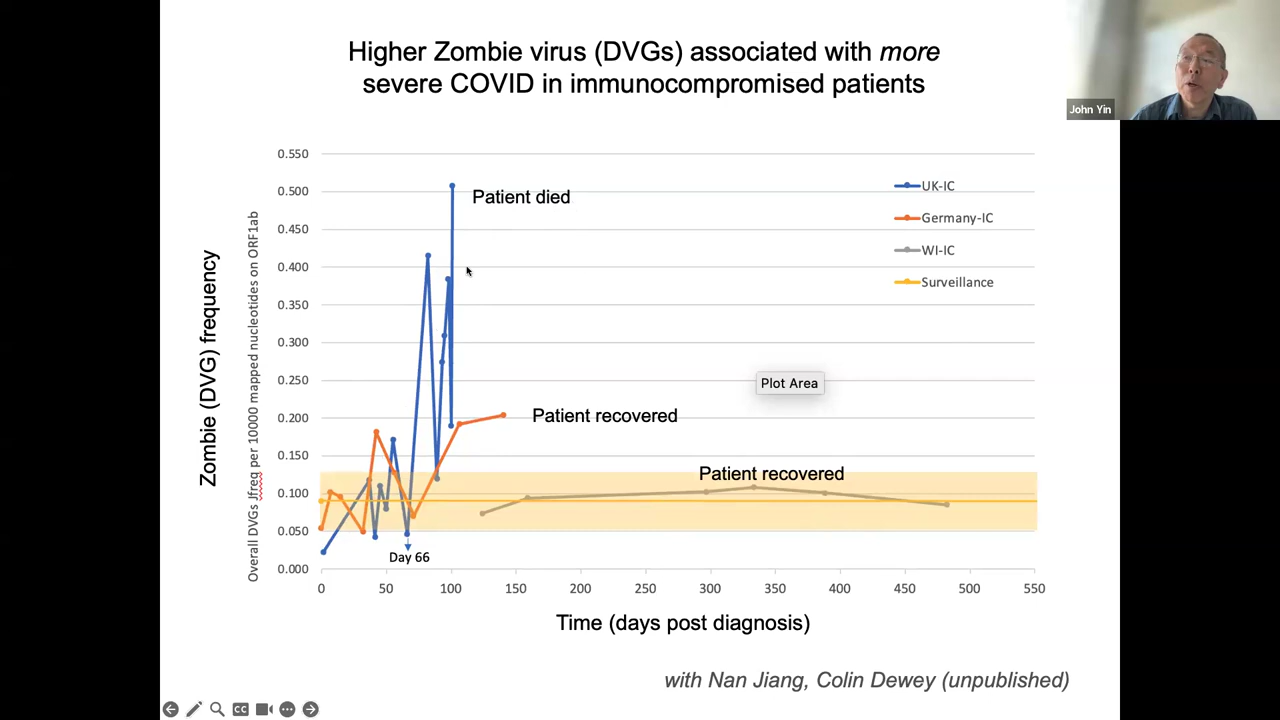 Higher Zombie virus (DVGs) associated with more
severe COVID in immunocompromised patients
John Yin
Zombie (DVG) frequency
Overall DVGs Jfreq per 10000 mapped nucleotides on ORF1ab
0.550
0.500
0.450
0.400
0.350
0.300
0.250
0.200
0.150
0.100
0.050
0.000
Patient died
UK-IC
Germany-IC
WI-IC
Surveillance
Plot Area
Patient recovered
Patient recovered
Day 66
0 50 100 150 200 250 300 350 400 450 500 550
Time (days post diagnosis)
with Nan Jiang, Colin Dewey (unpublished)
CC